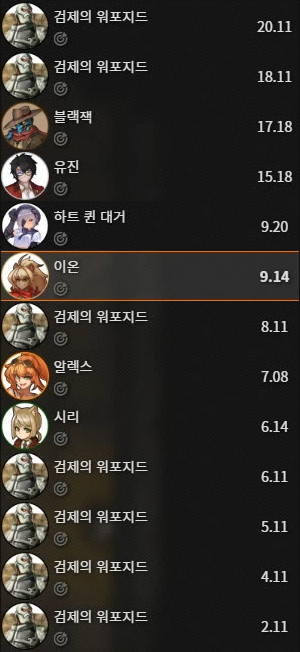 검제의 워포지드
20.11
검제의 워포지드
18.11
블랙잭
17.18
유진
15.18
하트 퀸 대거
9.20
이온
9.14
검제의 워포지드
8.11
알렉스
7.08
시리
6.14
검제의 워포지드
6.11
검제의 워포지드
5.11
검제의 워포지드
4.11
검제의 워포지드
2.11